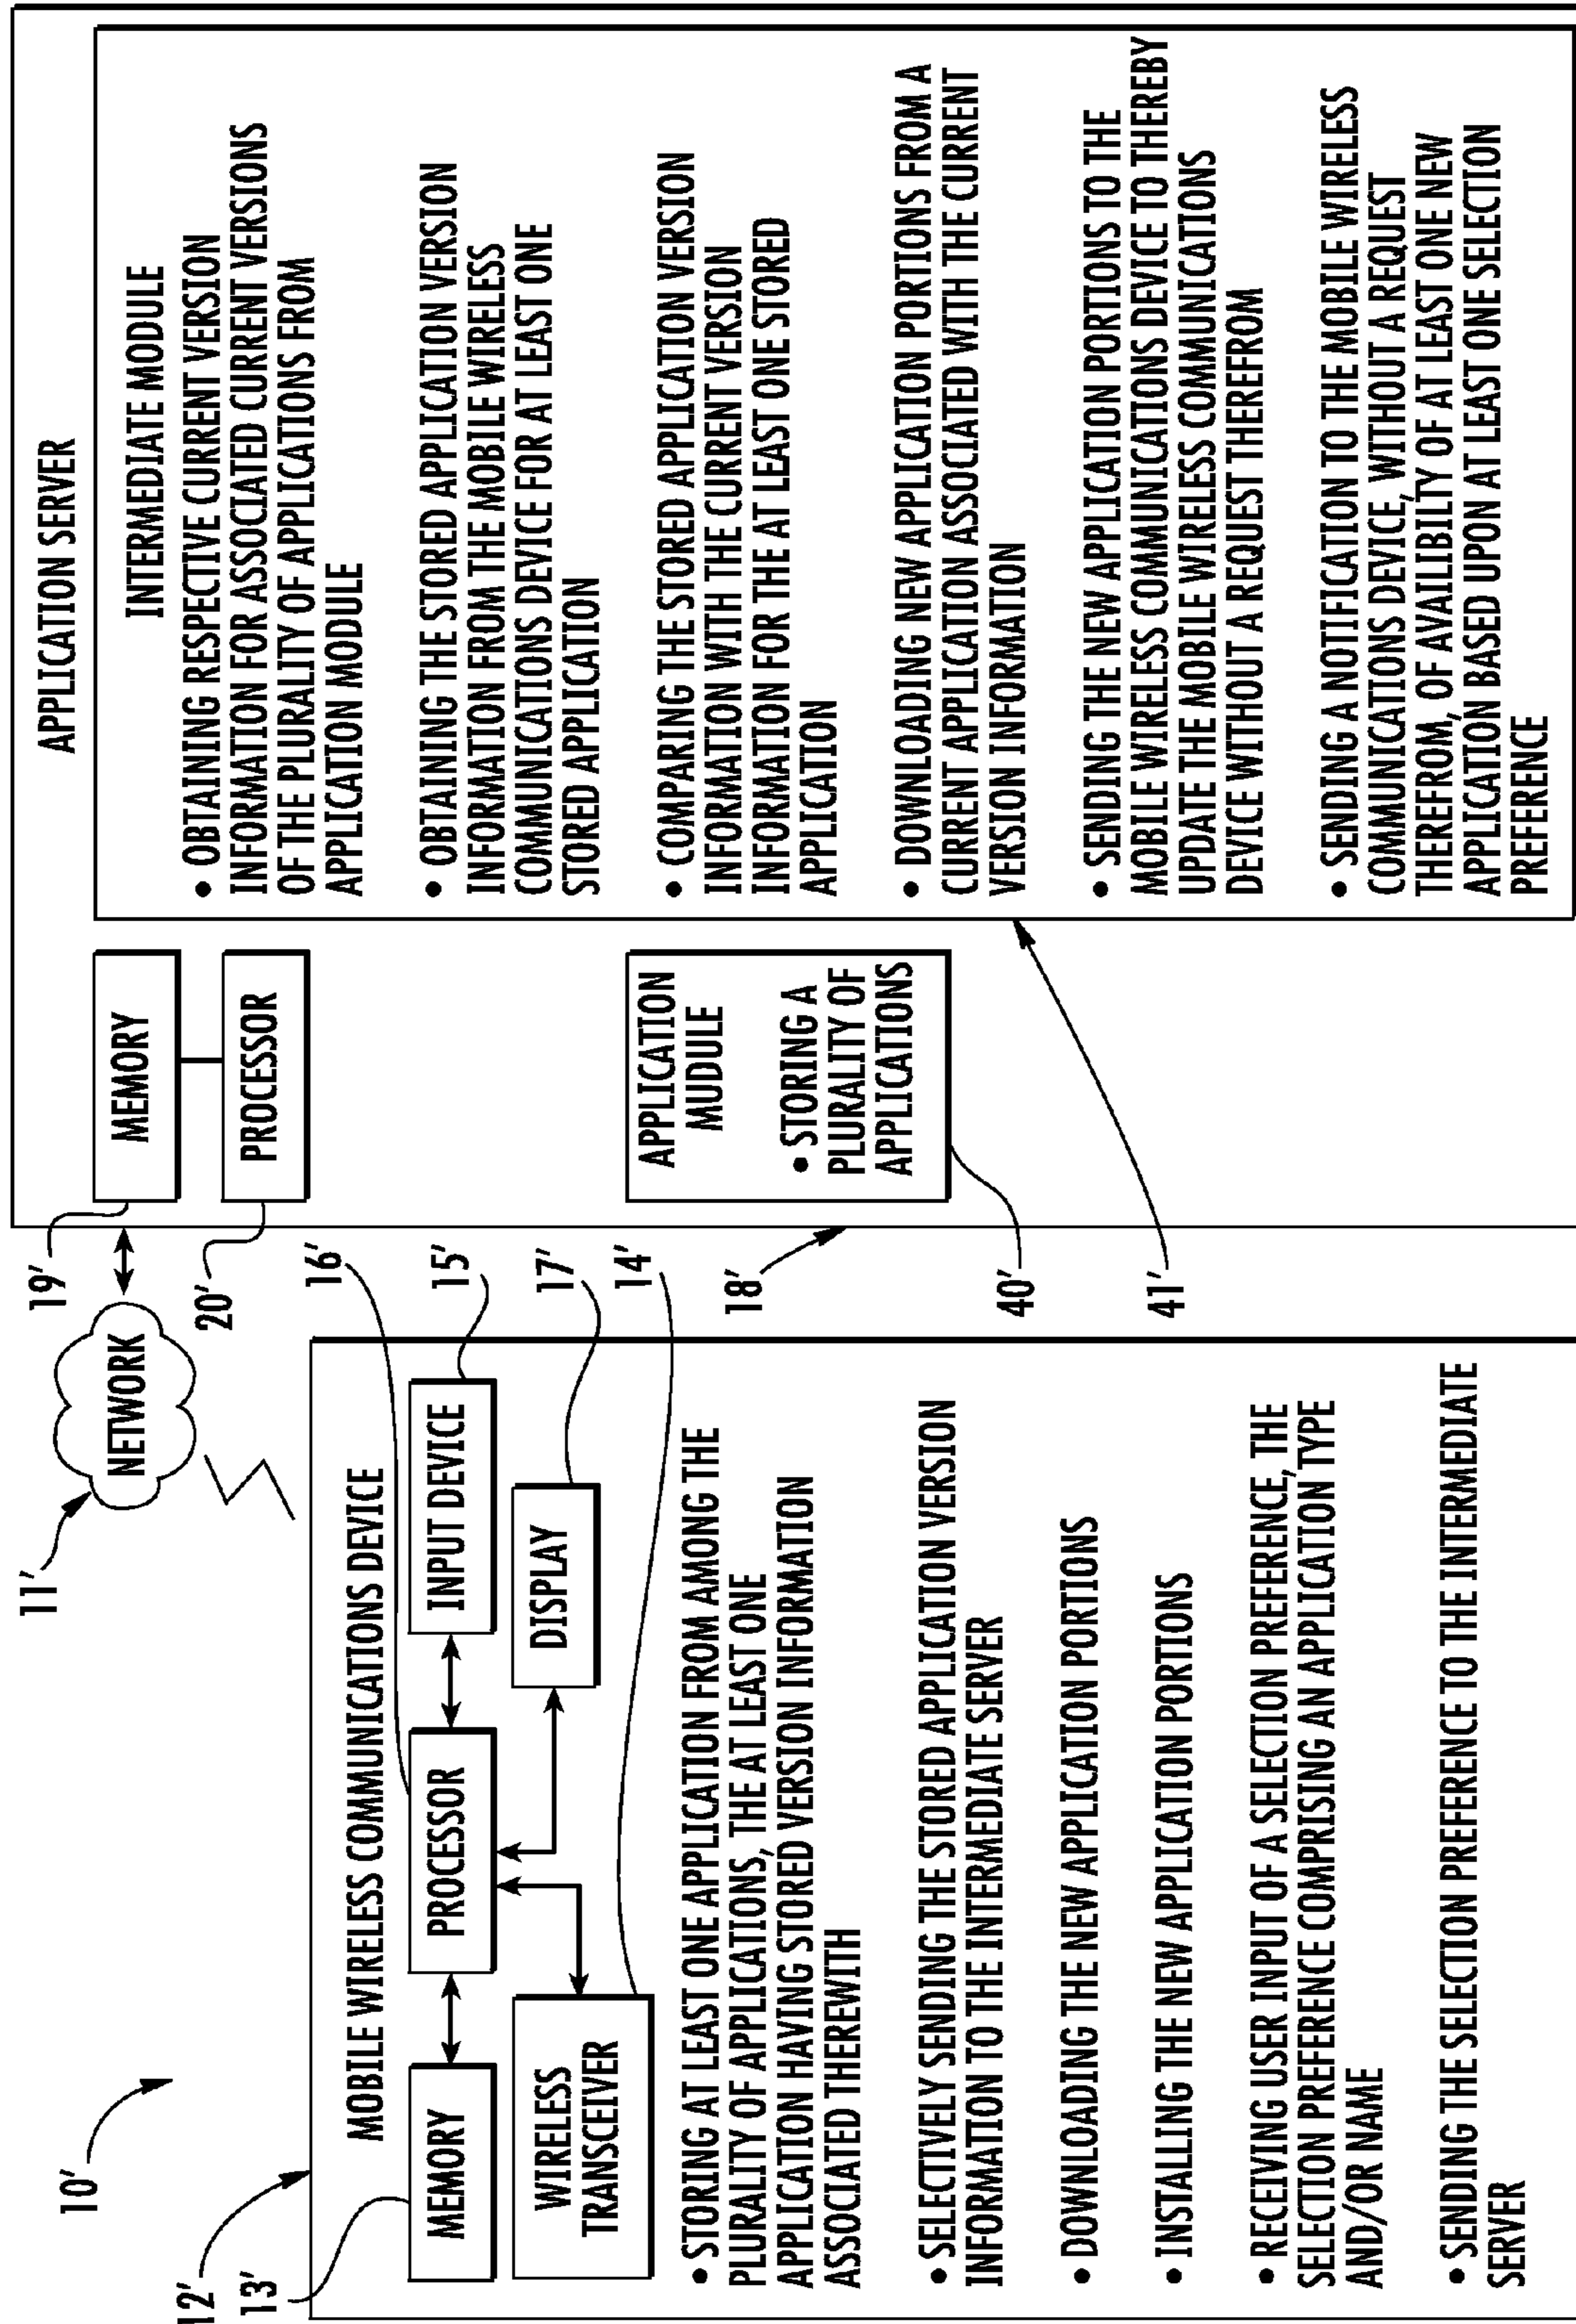 10'
11'
NETWORK
12'
MOBILE WIRELESS COMMUNICATIONS DEVICE
13'
MEMORY
PROCESSOR
16'
INPUT DEVICE
15'
WIRELESS
TRANSCEIVER
14'
DISPLAY
17'
• STORING AT LEAST ONE APPLICATION FROM AMONG THE
PLURALITY OF APPLICATIONS, THE AT LEAST ONE
APPLICATION HAVING STORED VERSION INFORMATION
ASSOCIATED THEREWITH
• SELECTIVELY SENDING THE STORED APPLICATION VERSION
INFORMATION TO THE INTERMEDIATE SERVER
• DOWNLOADING THE NEW APPLICATION PORTIONS
• INSTALLING THE NEW APPLICATION PORTIONS
• RECEIVING USER INPUT OF A SELECTION PREFERENCE, THE
SELECTION PREFERENCE COMPRISING AN APPLICATION TYPE
AND/OR NAME
• SENDING THE SELECTION PREFERENCE TO THE INTERMEDIATE
SERVER
APPLICATION SERVER
19'
MEMORY
20'
PROCESSOR
18'
APPLICATION
MUDULE
• STORING A
PLURALITY OF
APPLICATIONS
40'
41'
INTERMEDIATE MODULE
• OBTAINING RESPECTIVE CURRENT VERSION
INFORMATION FOR ASSOCIATED CURRENT VERSIONS
OF THE PLURALITY OF APPLICATIONS FROM
APPLICATION MODULE
• OBTAINING THE STORED APPLICATION VERSION
INFORMATION FROM THE MOBILE WIRELESS
COMMUNICATIONS DEVICE FOR AT LEAST ONE
STORED APPLICATION
• COMPARING THE STORED APPLICATION VERSION
INFORMATION WITH THE CURRENT VERSION
INFORMATION FOR THE AT LEAST ONE STORED
APPLICATION
• DOWNLOADING NEW APPLICATION PORTIONS FROM A
CURRENT APPLICATION ASSOCIATED WITH THE CURRENT
VERSION INFORMATION
• SENDING THE NEW APPLICATION PORTIONS TO THE
MOBILE WIRELESS COMMUNICATIONS DEVICE TO THEREBY
UPDATE THE MOBILE WIRELESS COMMUNICATIONS
DEVICE WITHOUT A REQUEST THEREFROM
• SENDING A NOTIFICATION TO THE MOBILE WIRELESS
COMMUNICATIONS DEVICE, WITHOUT A REQUEST
THEREFROM, OF AVAILIBILITY OF AT LEAST ONE NEW
APPLICATION BASED UPON AT LEAST ONE SELECTION
PREFERENCE